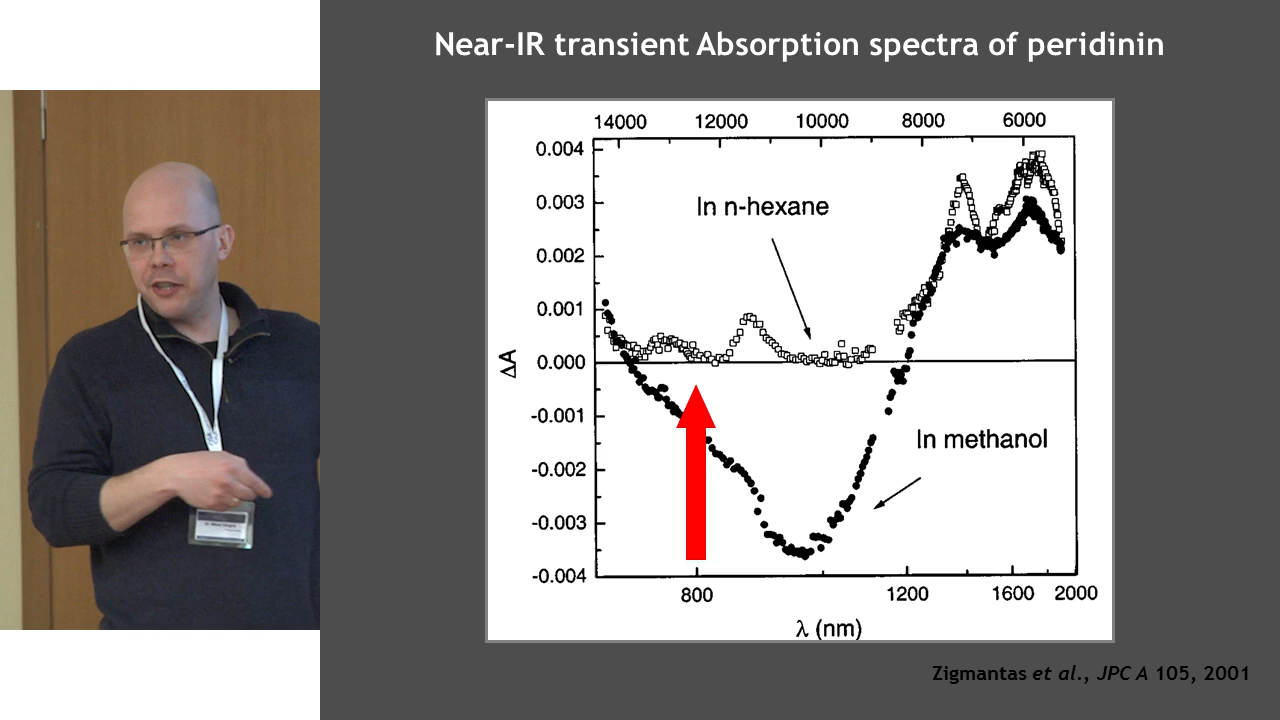 Near-IR transient Absorption spectra of peridinin
14000 12000 10000 8000 6000
0.004
0.003
In n-hexane
0.002
0.001
0.000
ΔA
-0.001
In methanol
-0.002
-0.003
-0.004
800 1200 1600 2000
λ (nm)
Zigmantas et al., JPC A 105, 2001